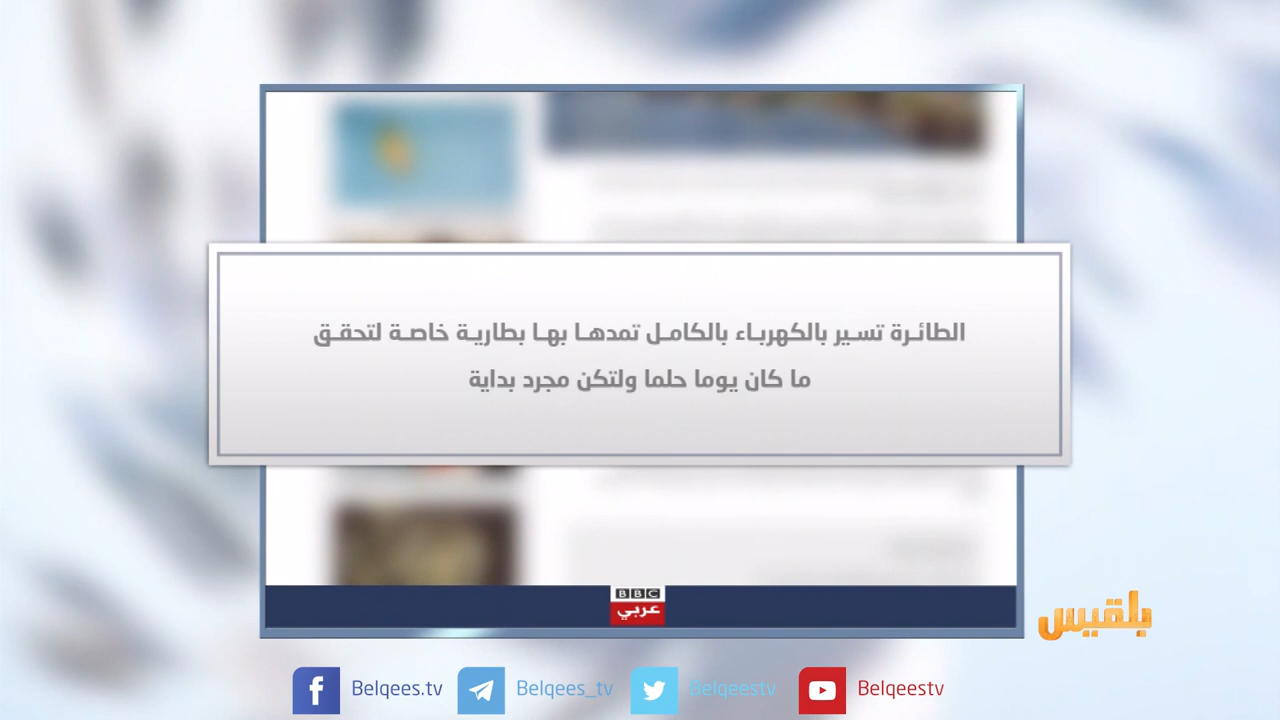 الطائرة تسير بالكهرباء بالكامل تمدها بها بطارية خاصة لتحقق
ما كان يوما حلما ولتكن مجرد بداية
BBC
عربي
بلقيس
Belqees.tv
Belqees_tv
Belqeestv
Belqeestv